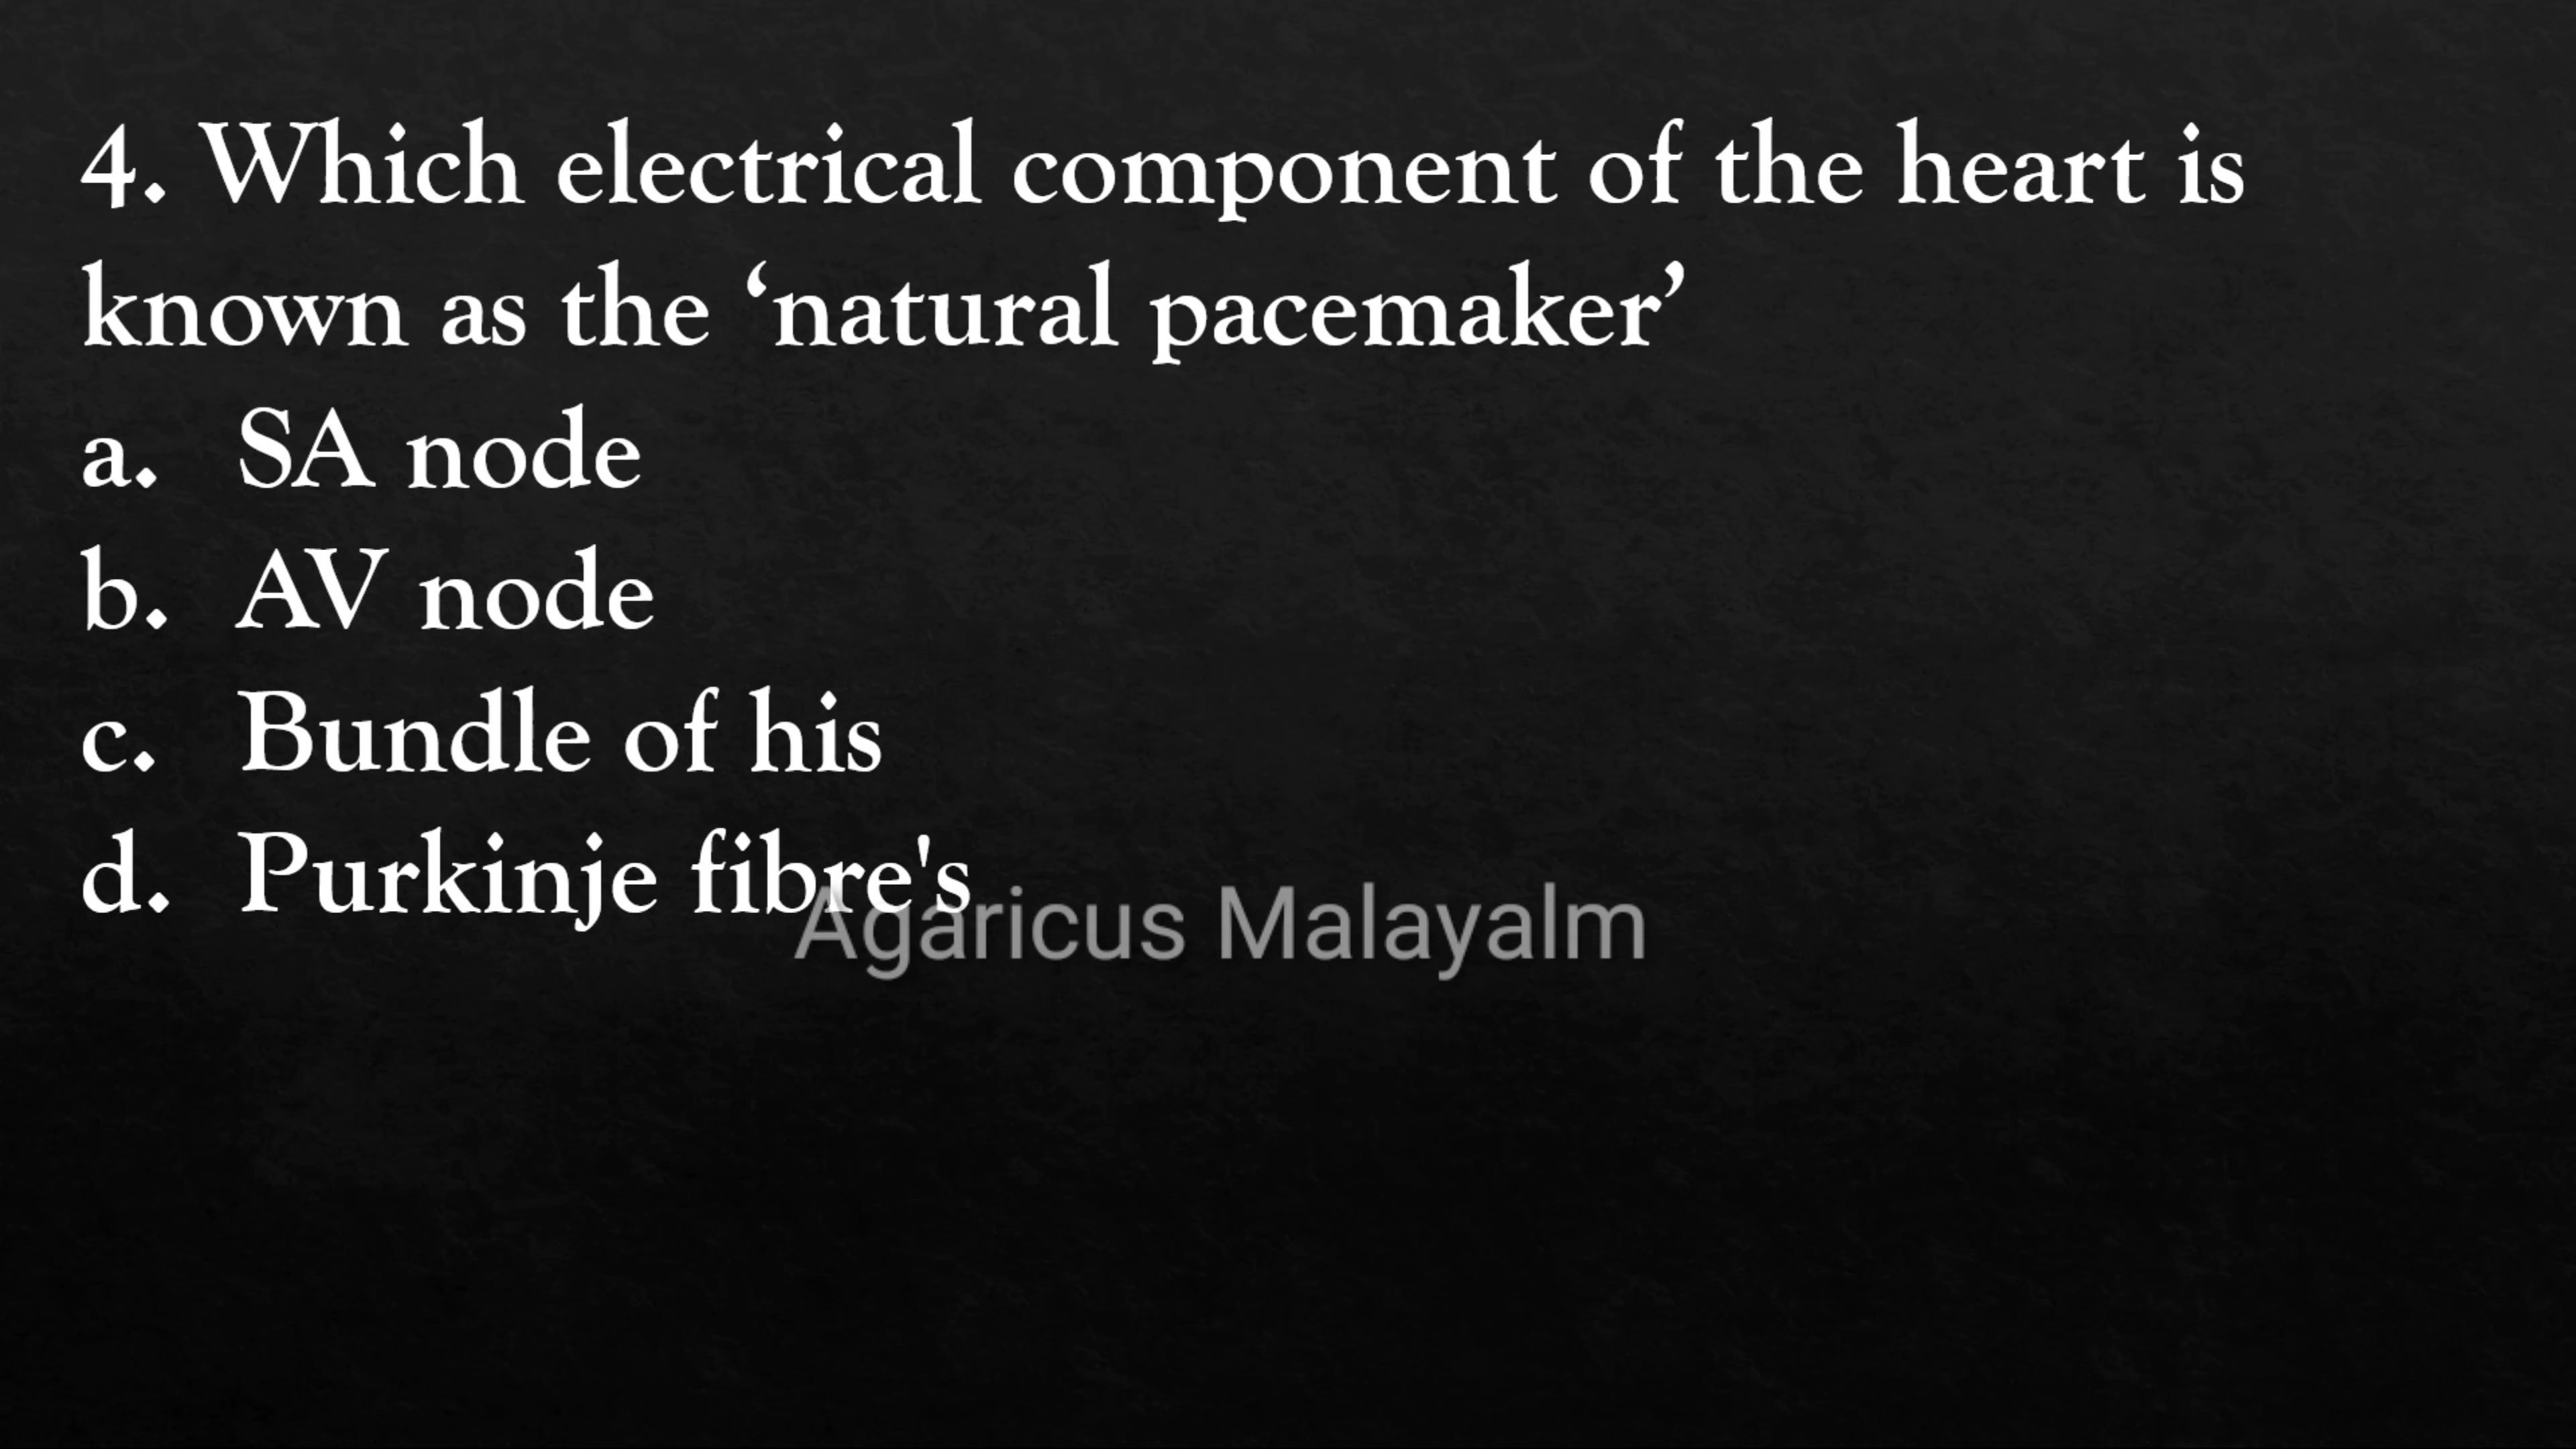 4. Which electrical component of the heart is
known as the ‘natural pacemaker’
a. SA node
b. AV node
c. Bundle of his
d. Purkinje fibre's
Agaricus Malayalm